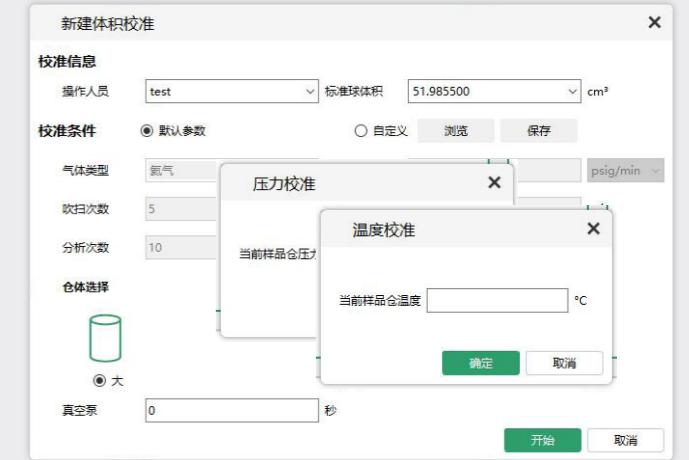 新建体积校准
校准信息
操作人员 test 标准球体积 51.985500 cm³
校准条件 默认参数 自定义 浏览 保存
气体类型 氦气 psig/min
吹扫次数 5
分析次数 10
压力校准
当前样品仓压力
温度校准
当前样品仓温度 °C
确定 取消
仓体选择
大
真空泵 0 秒
开始 取消